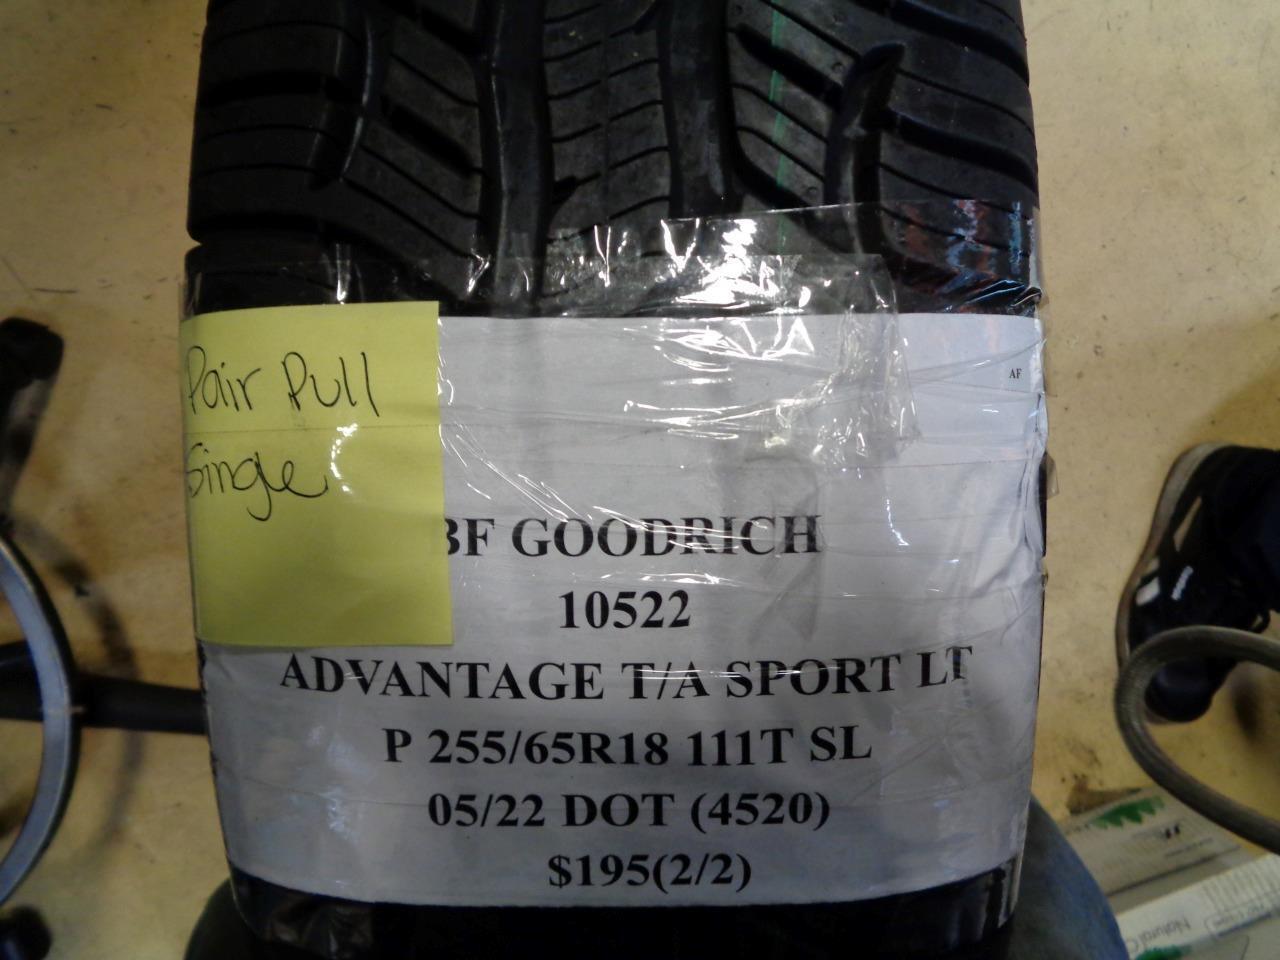 Pair Pull
Single
AF
BF GOODRICH
10522
ADVANTAGE T/A SPORT LT
P 255/65R18 111T SL
05/22 DOT (4520)
$195(2/2)
Natural